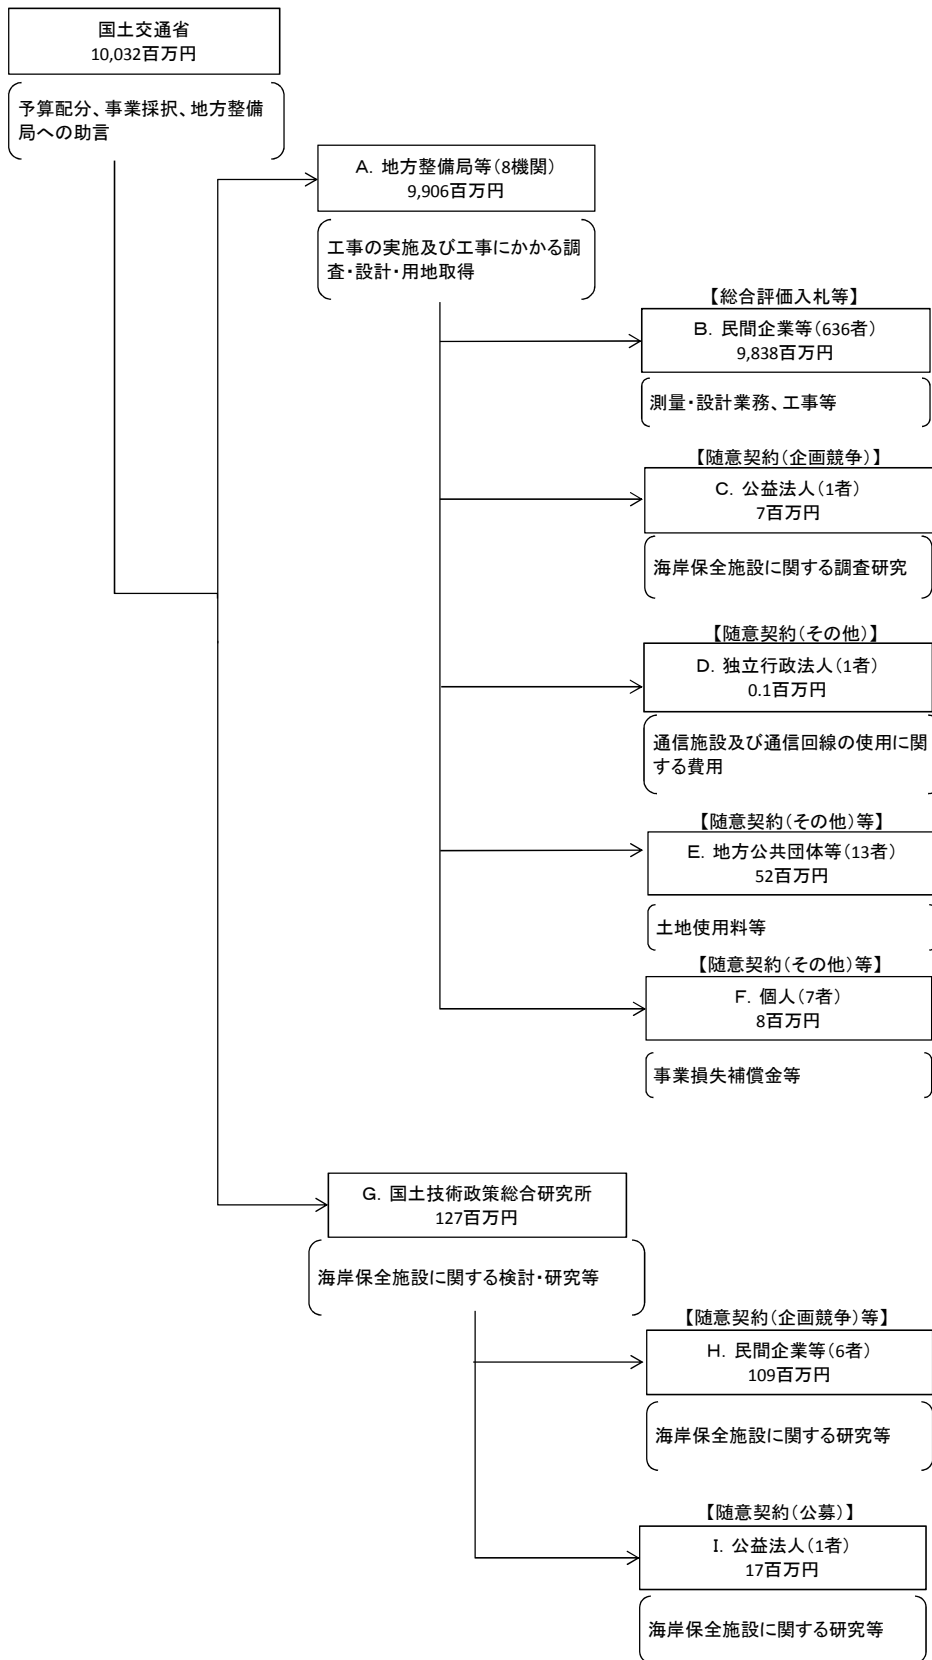 国土交通省
10,032百万円
予算配分、事業採択、地方整備
局への助言
A. 地方整備局等(8機関)
9,906百万円
工事の実施及び工事にかかる調
査・設計・用地取得
【総合評価入札等】
B. 民間企業等(636者)
9,838百万円
測量・設計業務、工事等
【随意契約(企画競争)】
C. 公益法人(1者)
7百万円
海岸保全施設に関する調査研究
【随意契約(その他)】
D. 独立行政法人(1者)
0.1百万円
通信施設及び通信回線の使用に関
する費用
【随意契約(その他)等】
E. 地方公共団体等(13者)
52百万円
土地使用料等
【随意契約(その他)等】
F. 個人(7者)
8百万円
事業損失補償金等
G. 国土技術政策総合研究所
127百万円
海岸保全施設に関する検討・研究等
【随意契約(企画競争)等】
H. 民間企業等(6者)
109百万円
海岸保全施設に関する研究等
【随意契約(公募)】
I. 公益法人(1者)
17百万円
海岸保全施設に関する研究等